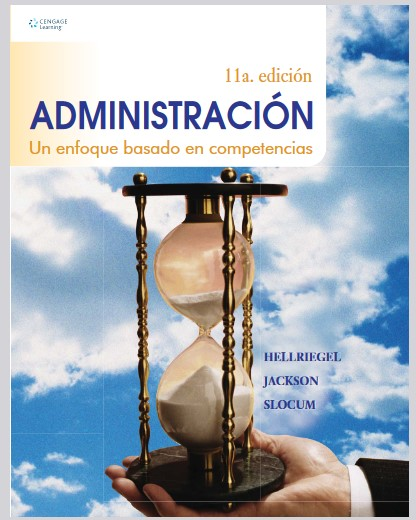 CENGAGE
Learning
11a. edición
ADMINISTRACIÓN
Un enfoque basado en competencias
HELLRIEGEL
JACKSON
SLOCUM